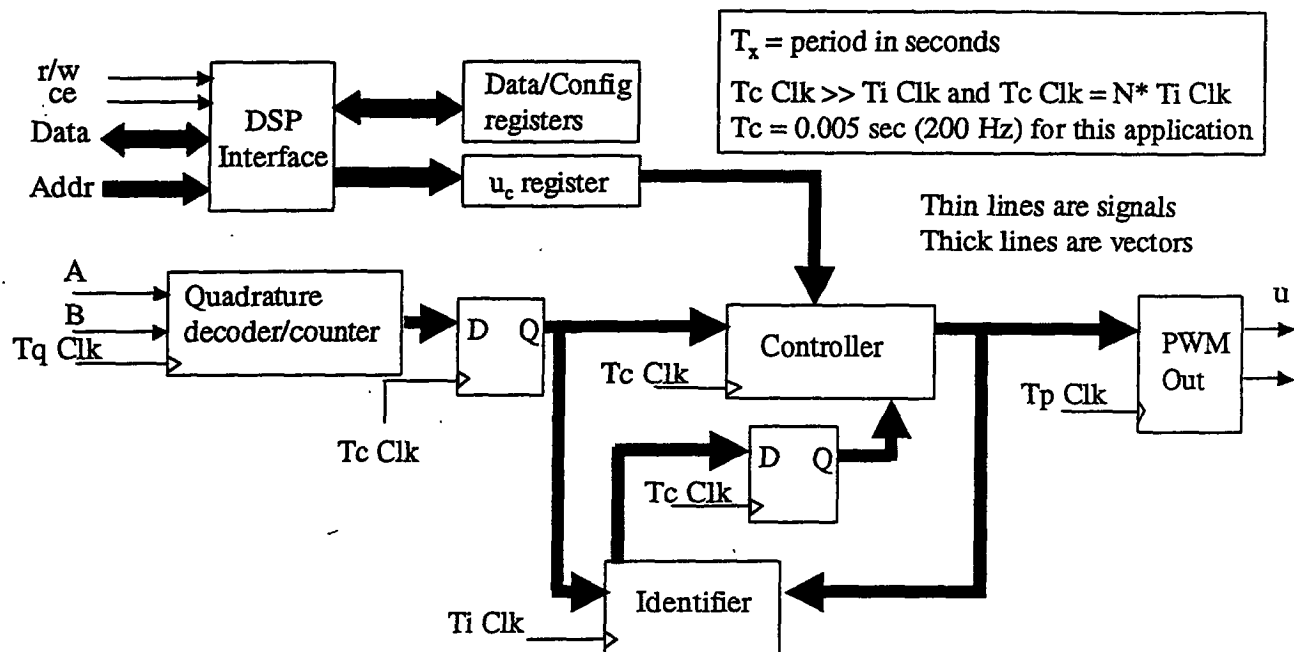 T_x = period in seconds
Tc Clk >> Ti Clk and Tc Clk = N* Ti Clk
Tc = 0.005 sec (200 Hz) for this application
r/w
ce
Data
Addr
DSP
Interface
Data/Config
registers
u_c register
Thin lines are signals
Thick lines are vectors
A
B
Tq Clk
Quadrature
decoder/counter
D Q
Tc Clk
Controller
Tc Clk
u
PWM
Out
Tp Clk
D Q
Tc Clk
Identifier
Ti Clk